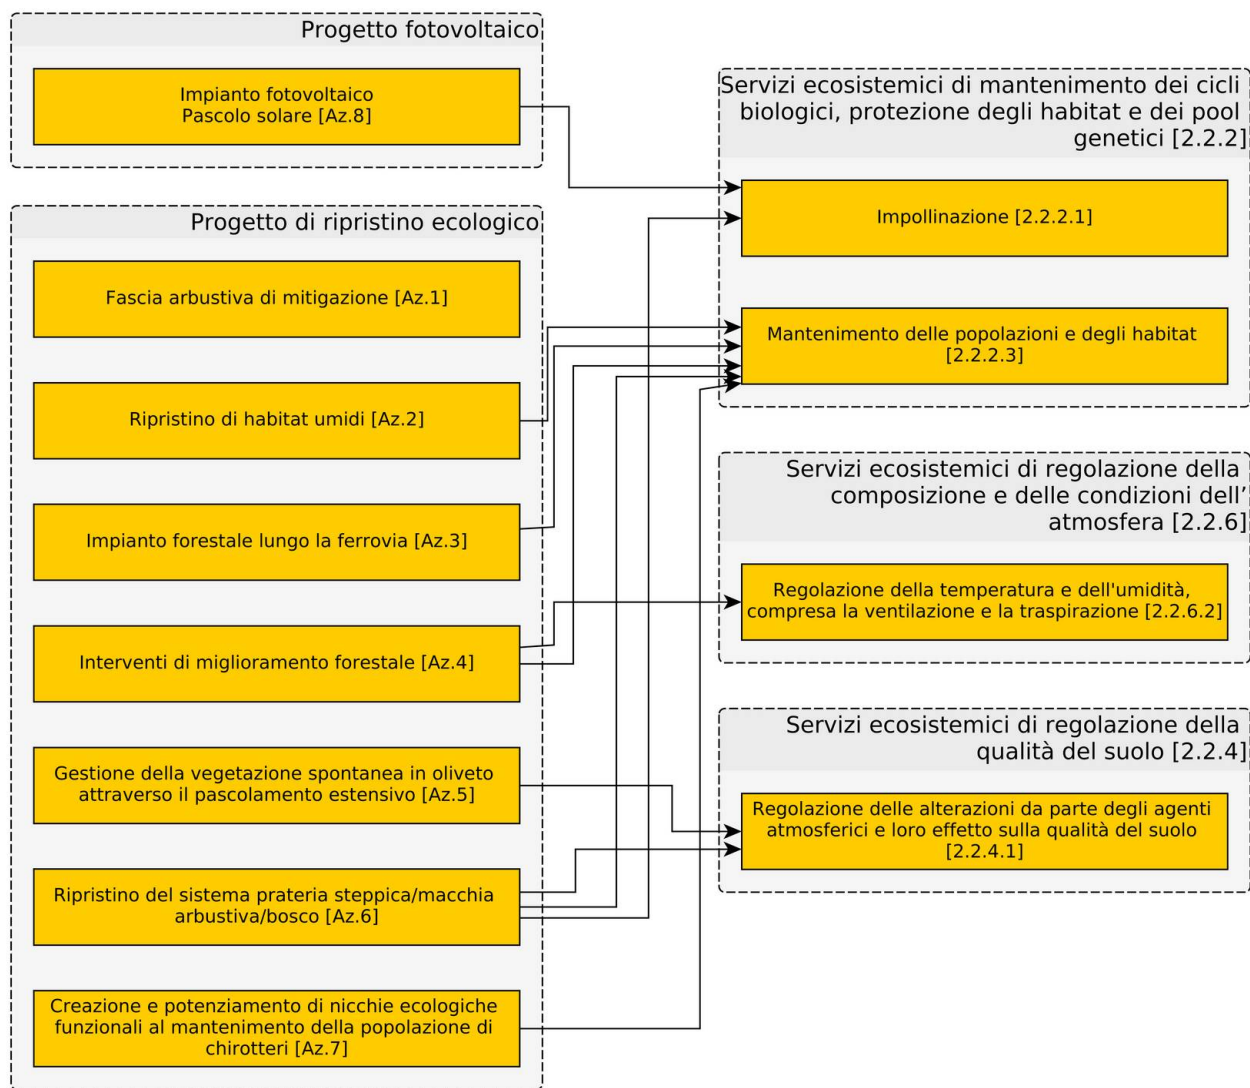 Progetto fotovoltaico
Impianto fotovoltaico
Pascolo solare [Az.8]
Progetto di ripristino ecologico
Fascia arbustiva di mitigazione [Az.1]
Ripristino di habitat umidi [Az.2]
Impianto forestale lungo la ferrovia [Az.3]
Interventi di miglioramento forestale [Az.4]
Gestione della vegetazione spontanea in oliveto
attraverso il pascolamento estensivo [Az.5]
Ripristino del sistema prateria steppica/macchia
arbustiva/bosco [Az.6]
Creazione e potenziamento di nicchie ecologiche
funzionali al mantenimento della popolazione di
chirotteri [Az.7]
Servizi ecosistemici di mantenimento dei cicli
biologici, protezione degli habitat e dei pool
genetici [2.2.2]
Impollinazione [2.2.2.1]
Mantenimento delle popolazioni e degli habitat
[2.2.2.3]
Servizi ecosistemici di regolazione della
composizione e delle condizioni dell’
atmosfera [2.2.6]
Regolazione della temperatura e dell'umidità,
compresa la ventilazione e la traspirazione [2.2.6.2]
Servizi ecosistemici di regolazione della
qualità del suolo [2.2.4]
Regolazione delle alterazioni da parte degli agenti
atmosferici e loro effetto sulla qualità del suolo
[2.2.4.1]